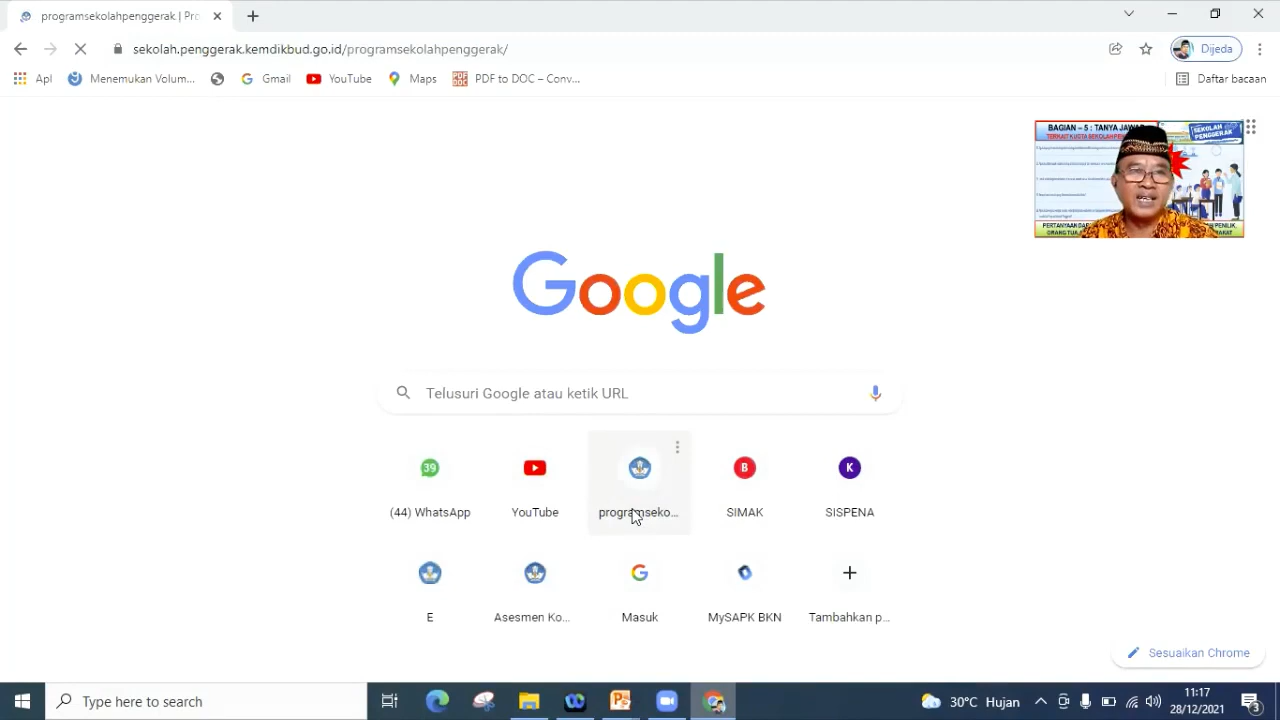 programsekolahpenggerak | Pro
sekolah.penggerak.kemdikbud.go.id/programsekolahpenggerak/
Dijeda
Apl
Menemukan Volum...
Gmail
YouTube
Maps
PDF to DOC – Conv...
Daftar bacaan
BAGIAN – 5 : TANYA JAWAB
SEKOLAH
PENGGERAK
Google
Telusuri Google atau ketik URL
39
B
K
(44) WhatsApp
YouTube
programseko...
SIMAK
SISPENA
E
Asesmen Ko...
Masuk
MySAPK BKN
Tambahkan p...
Sesuaikan Chrome
Type here to search
30°C Hujan
11:17
28/12/2021
3